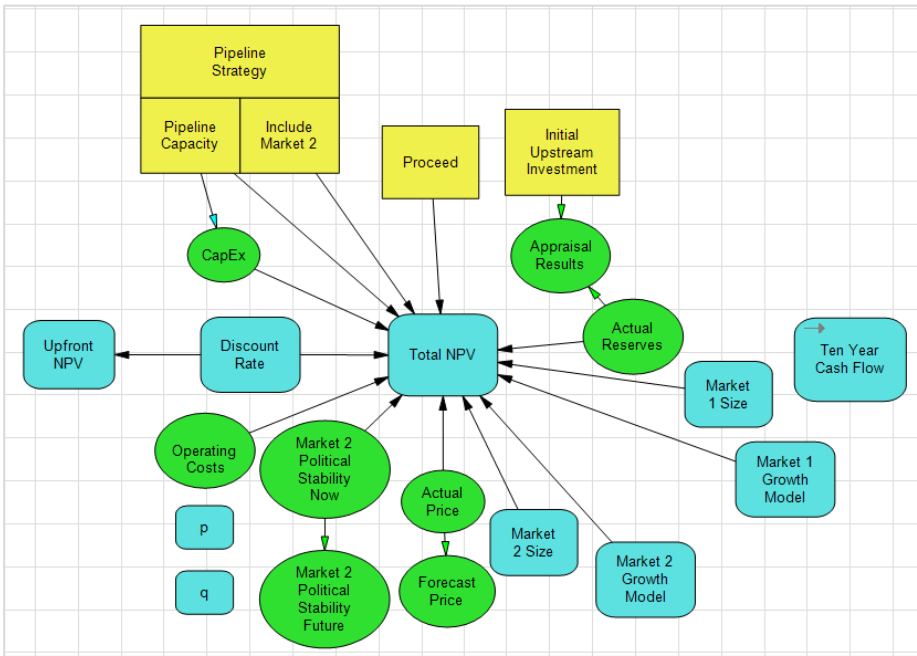 Pipeline
Strategy
Pipeline
Capacity
Include
Market 2
Proceed
Initial
Upstream
Investment
CapEx
Appraisal
Results
Upfront
NPV
Discount
Rate
Total NPV
Actual
Reserves
Ten Year
Cash Flow
Market
1 Size
Operating
Costs
Market 2
Political
Stability
Now
Actual
Price
Market
2 Size
Market 1
Growth
Model
p
q
Market 2
Political
Stability
Future
Forecast
Price
Market 2
Growth
Model